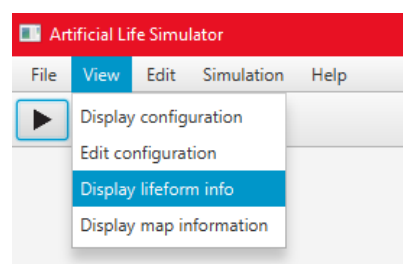 Artificial Life Simulator
File View Edit Simulation Help
Display configuration
Edit configuration
Display lifeform info
Display map information